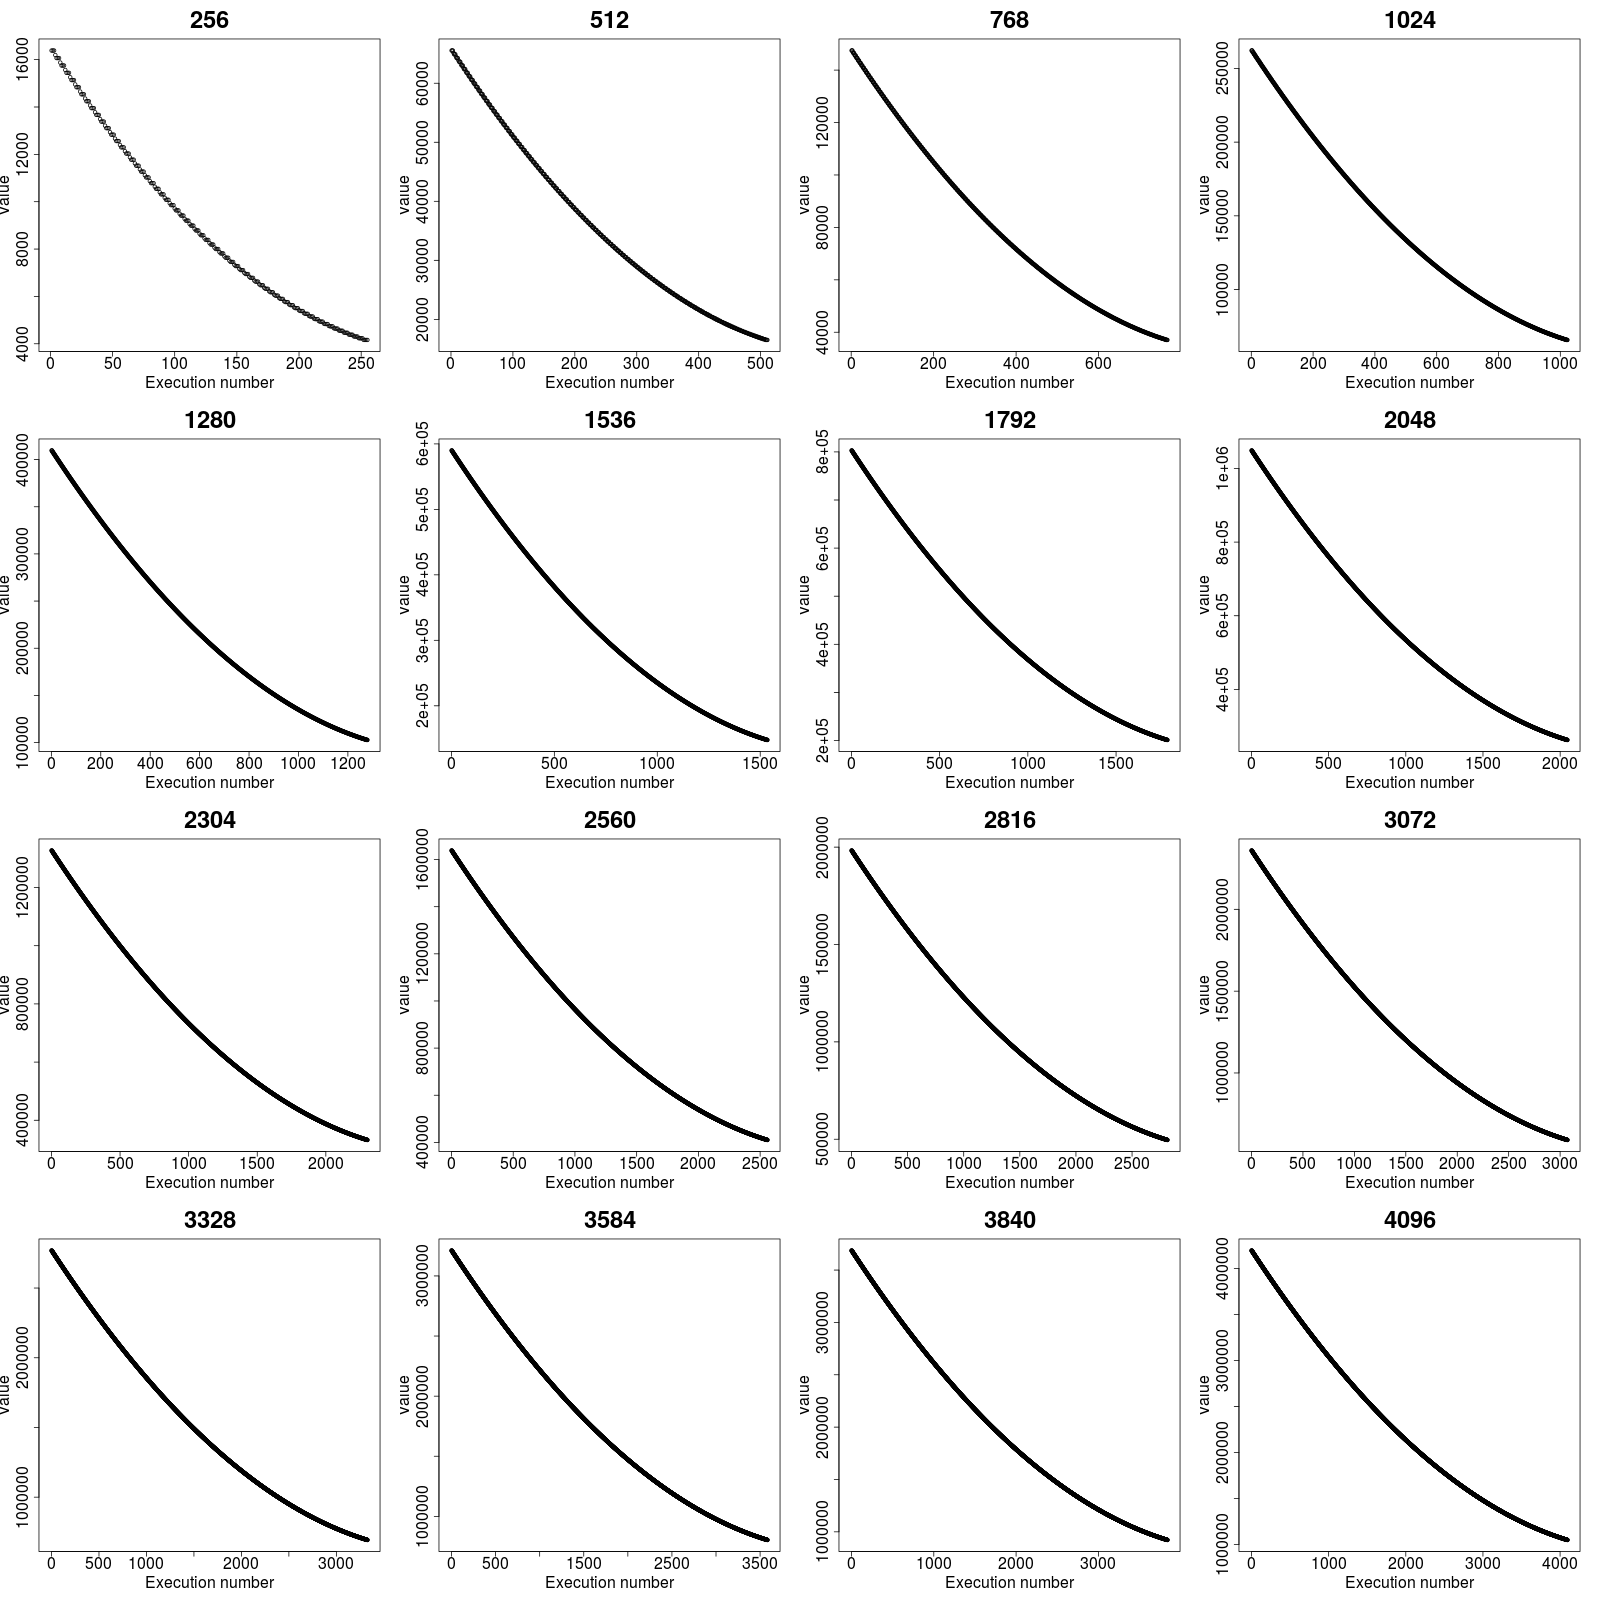 256
16000
12000
8000
4000
value
0 50 100 150 200 250
Execution number
512
60000
50000
40000
30000
20000
value
0 100 200 300 400 500
Execution number
768
120000
80000
40000
value
0 200 400 600
Execution number
1024
250000
200000
150000
100000
value
0 200 400 600 800 1000
Execution number
1280
400000
300000
200000
100000
value
0 200 400 600 800 1000 1200
Execution number
1536
6e+05
5e+05
4e+05
3e+05
2e+05
value
0 500 1000 1500
Execution number
1792
8e+05
6e+05
4e+05
2e+05
value
0 500 1000 1500
Execution number
2048
1e+06
8e+05
6e+05
4e+05
value
0 500 1000 1500 2000
Execution number
2304
1200000
800000
400000
value
0 500 1000 1500 2000
Execution number
2560
1600000
1200000
800000
400000
value
0 500 1000 1500 2000 2500
Execution number
2816
2000000
1500000
1000000
500000
value
0 500 1000 1500 2000 2500
Execution number
3072
2000000
1500000
1000000
value
0 500 1000 1500 2000 2500 3000
Execution number
3328
2000000
1000000
value
0 500 1000 2000 3000
Execution number
3584
3000000
2000000
1000000
value
0 500 1500 2500 3500
Execution number
3840
3000000
2000000
1000000
value
0 1000 2000 3000
Execution number
4096
4000000
3000000
2000000
1000000
value
0 1000 2000 3000 4000
Execution number